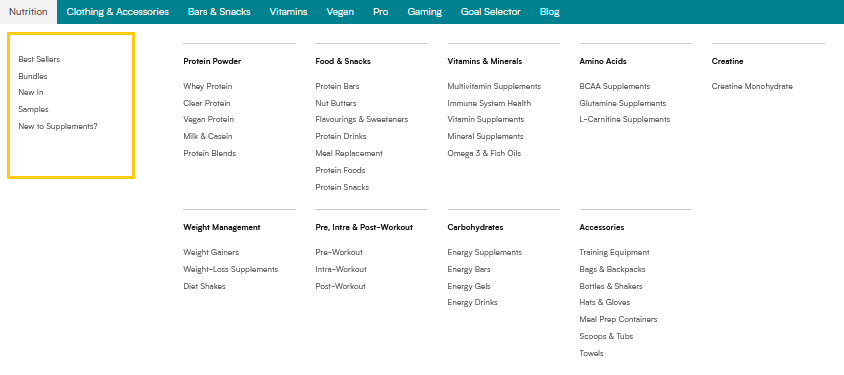 Nutrition Clothing & Accessories Bars & Snacks Vitamins Vegan Pro Gaming Goal Selector Blog
Best Sellers
Bundles
New In
Samples
New to Supplements?
Protein Powder
Whey Protein
Clear Protein
Vegan Protein
Milk & Casein
Protein Blends
Food & Snacks
Protein Bars
Nut Butters
Flavourings & Sweeteners
Protein Drinks
Meal Replacement
Protein Foods
Protein Snacks
Vitamins & Minerals
Multivitamin Supplements
Immune System Health
Vitamin Supplements
Mineral Supplements
Omega 3 & Fish Oils
Amino Acids
BCAA Supplements
Glutamine Supplements
L-Carnitine Supplements
Creatine
Creatine Monohydrate
Weight Management
Weight Gainers
Weight-Loss Supplements
Diet Shakes
Pre, Intra & Post-Workout
Pre-Workout
Intra-Workout
Post-Workout
Carbohydrates
Energy Supplements
Energy Bars
Energy Gels
Energy Drinks
Accessories
Training Equipment
Bags & Backpacks
Bottles & Shakers
Hats & Gloves
Meal Prep Containers
Scoops & Tubs
Towels